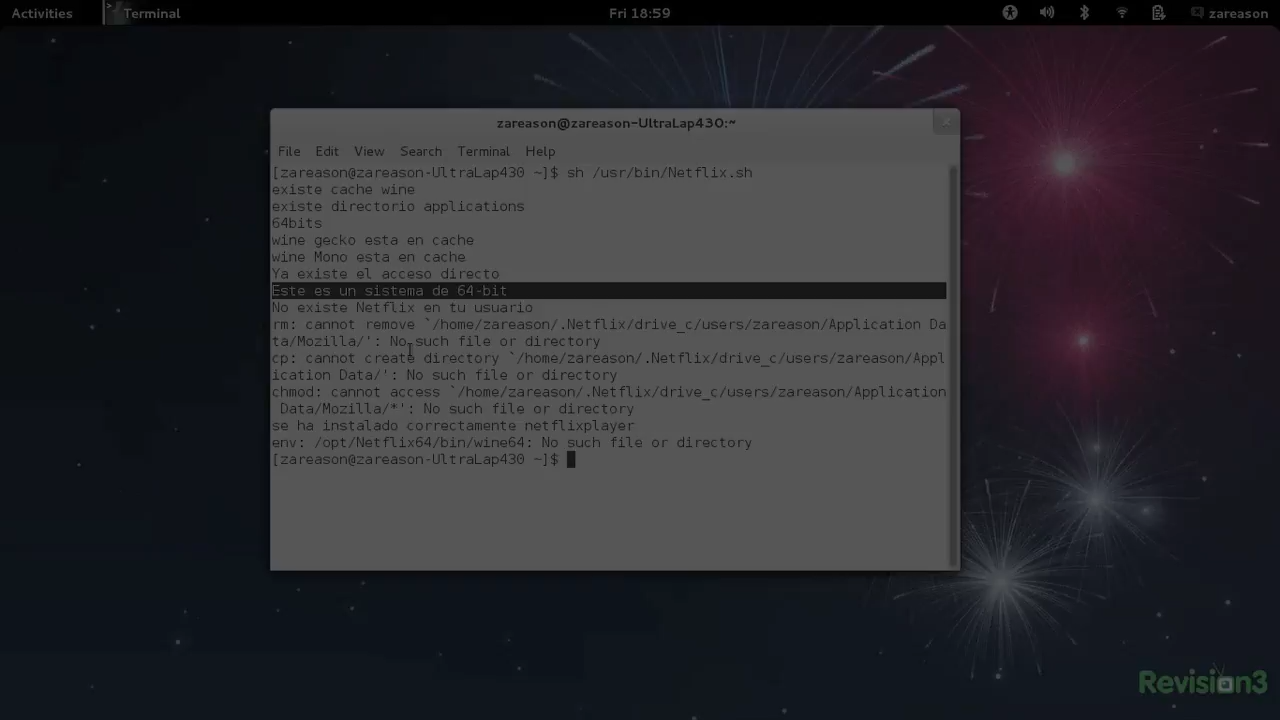 Activities Terminal Fri 18:59 zareason
zareason@zareason-UltraLap430:~
File Edit View Search Terminal Help
[zareason@zareason-UltraLap430 ~]$ sh /usr/bin/Netflix.sh
existe cache wine
existe directorio applications
64bits
wine gecko esta en cache
wine Mono esta en cache
Ya existe el acceso directo
Este es un sistema de 64-bit
No existe Netflix en tu usuario
rm: cannot remove `/home/zareason/.Netflix/drive_c/users/zareason/Application Da
ta/Mozilla/': No such file or directory
cp: cannot create directory `/home/zareason/.Netflix/drive_c/users/zareason/Appl
ication Data/': No such file or directory
chmod: cannot access `/home/zareason/.Netflix/drive_c/users/zareason/Application
 Data/Mozilla/*': No such file or directory
se ha instalado correctamente netflixplayer
env: /opt/Netflix64/bin/wine64: No such file or directory
[zareason@zareason-UltraLap430 ~]$
Revision3